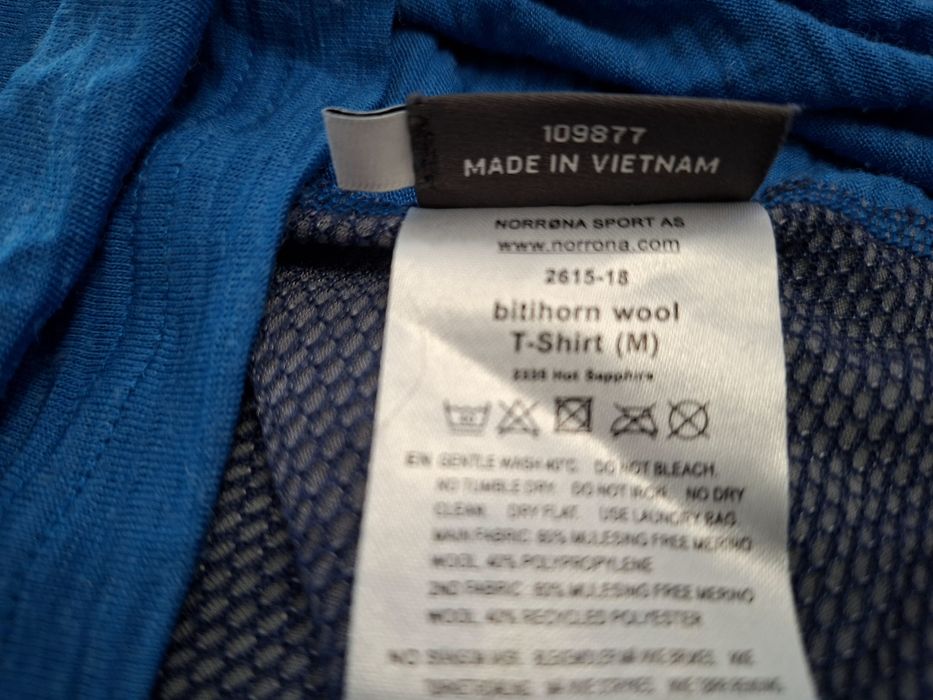 109877
MADE IN VIETNAM
NORRØNA SPORT AS
www.norrona.com
2615-18
bitihorn wool
T-Shirt (M)
Hot Sapphire
EN GENTLE WASH 40°C DO NOT BLEACH.
NO TUMBLE DRY DO NOT IRON NO DRY
CLEAN. DRY FLAT. USE LAUNDRY BAG
MAIN FABRIC: MULESING FREE MERINO
WOOL, 40% POLYPROPYLENE
2ND FABRIC: MULESING FREE MERINO
WOOL, 40% RECYCLED POLYESTER